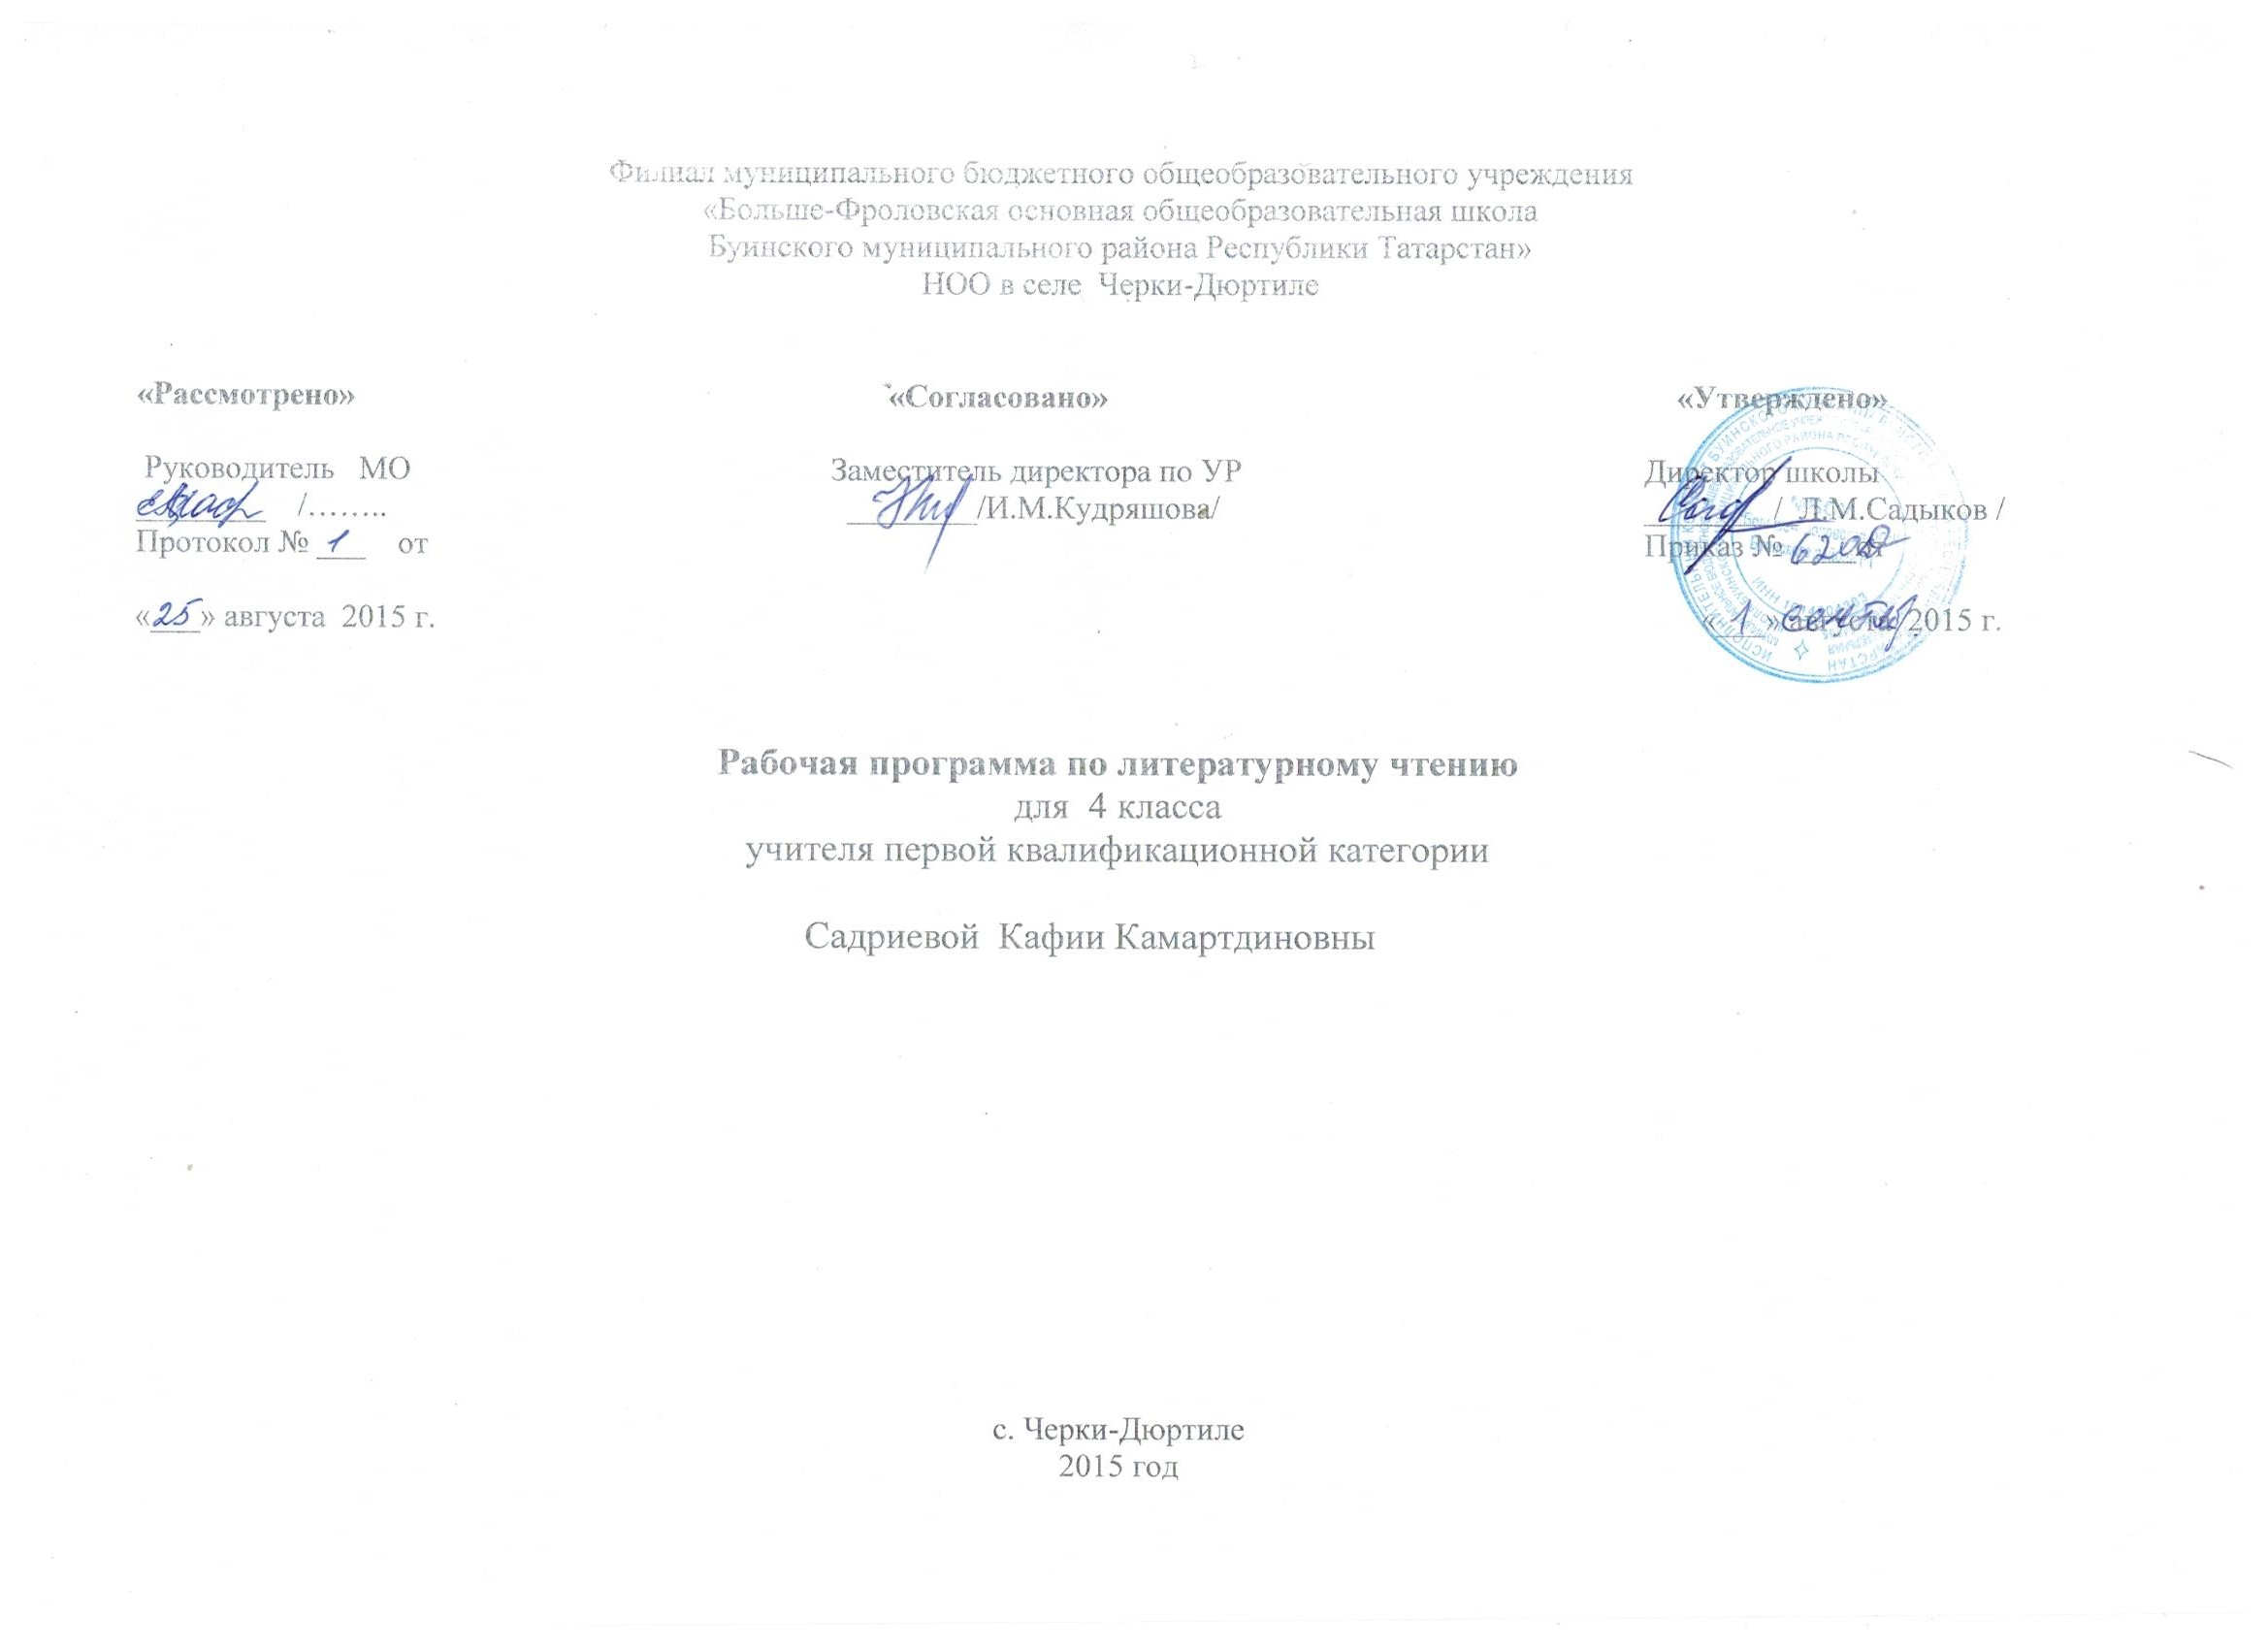 Филиал муниципального бюджетного общеобразовательного учреждения
«Больше-Фроловская основная общеобразовательная школа
Буинского муниципального района Республики Татарстан»
НОО в селе Черки-Дюртиле
«Рассмотрено»
Руководитель МО
/……..
Протокол № 1 от
«25» августа 2015 г.
«Согласовано»
Заместитель директора по УР
/И.М.Кудряшова/
«Утверждено»
Директор школы
/ Л.М.Садыков /
Приказ №
«1» августа 2015 г.
Рабочая программа по литературному чтению
для 4 класса
учителя первой квалификационной категории
Садриевой Кафии Камартдиновны
с. Черки-Дюртиле
2015 год